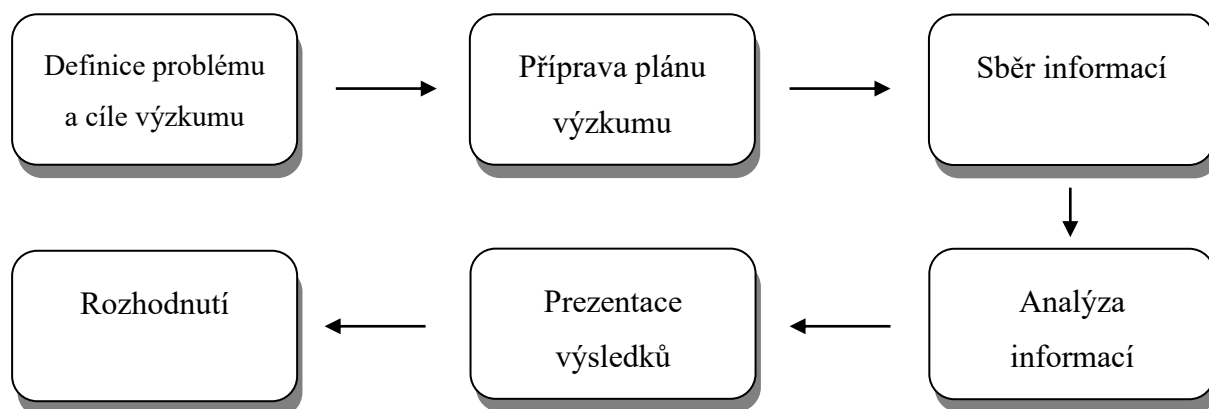 Definice problému
a cíle výzkumu
Příprava plánu
výzkumu
Sběr informací
Analýza
informací
Prezentace
výsledků
Rozhodnutí